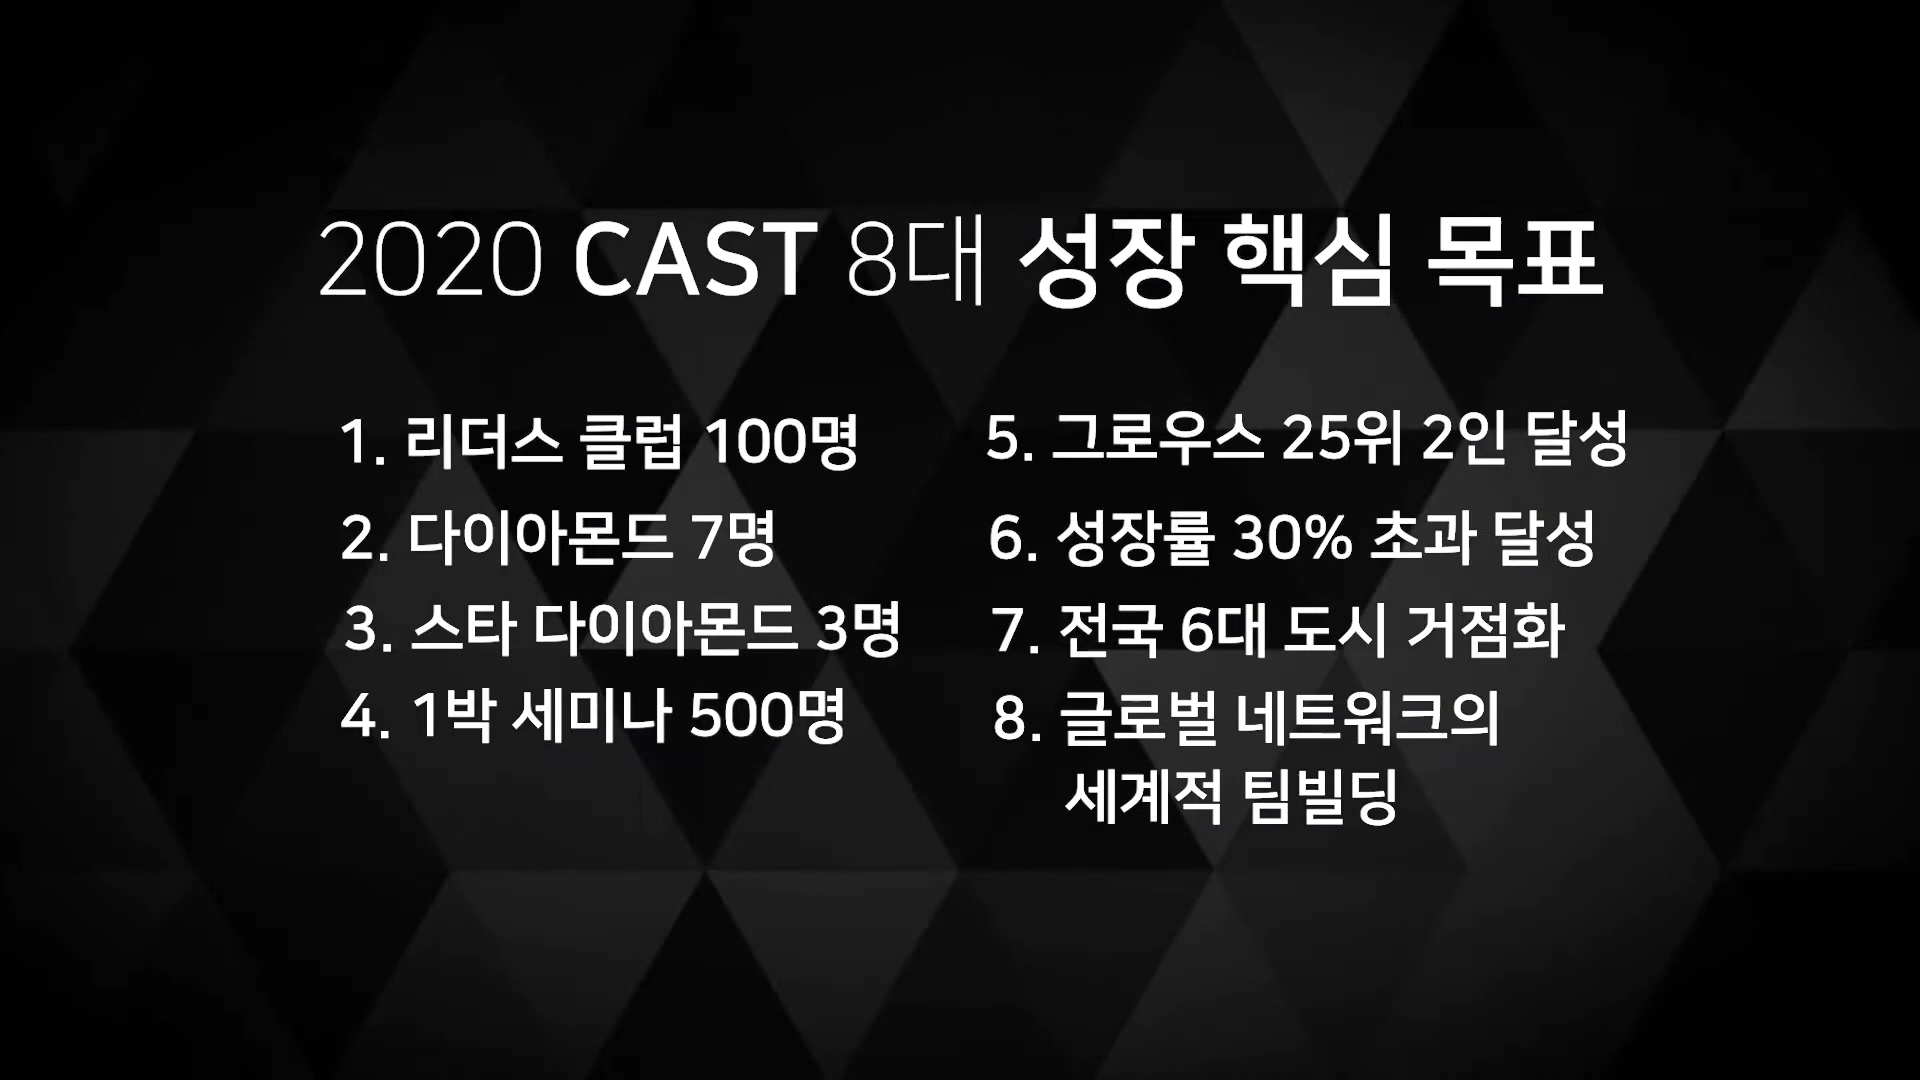 2020 CAST 8대 성장 핵심 목표
1. 리더스 클럽 100명
2. 다이아몬드 7명
3. 스타 다이아몬드 3명
4. 1박 세미나 500명
5. 그로우스 25위 2인 달성
6. 성장률 30% 초과 달성
7. 전국 6대 도시 거점화
8. 글로벌 네트워크의
세계적 팀빌딩